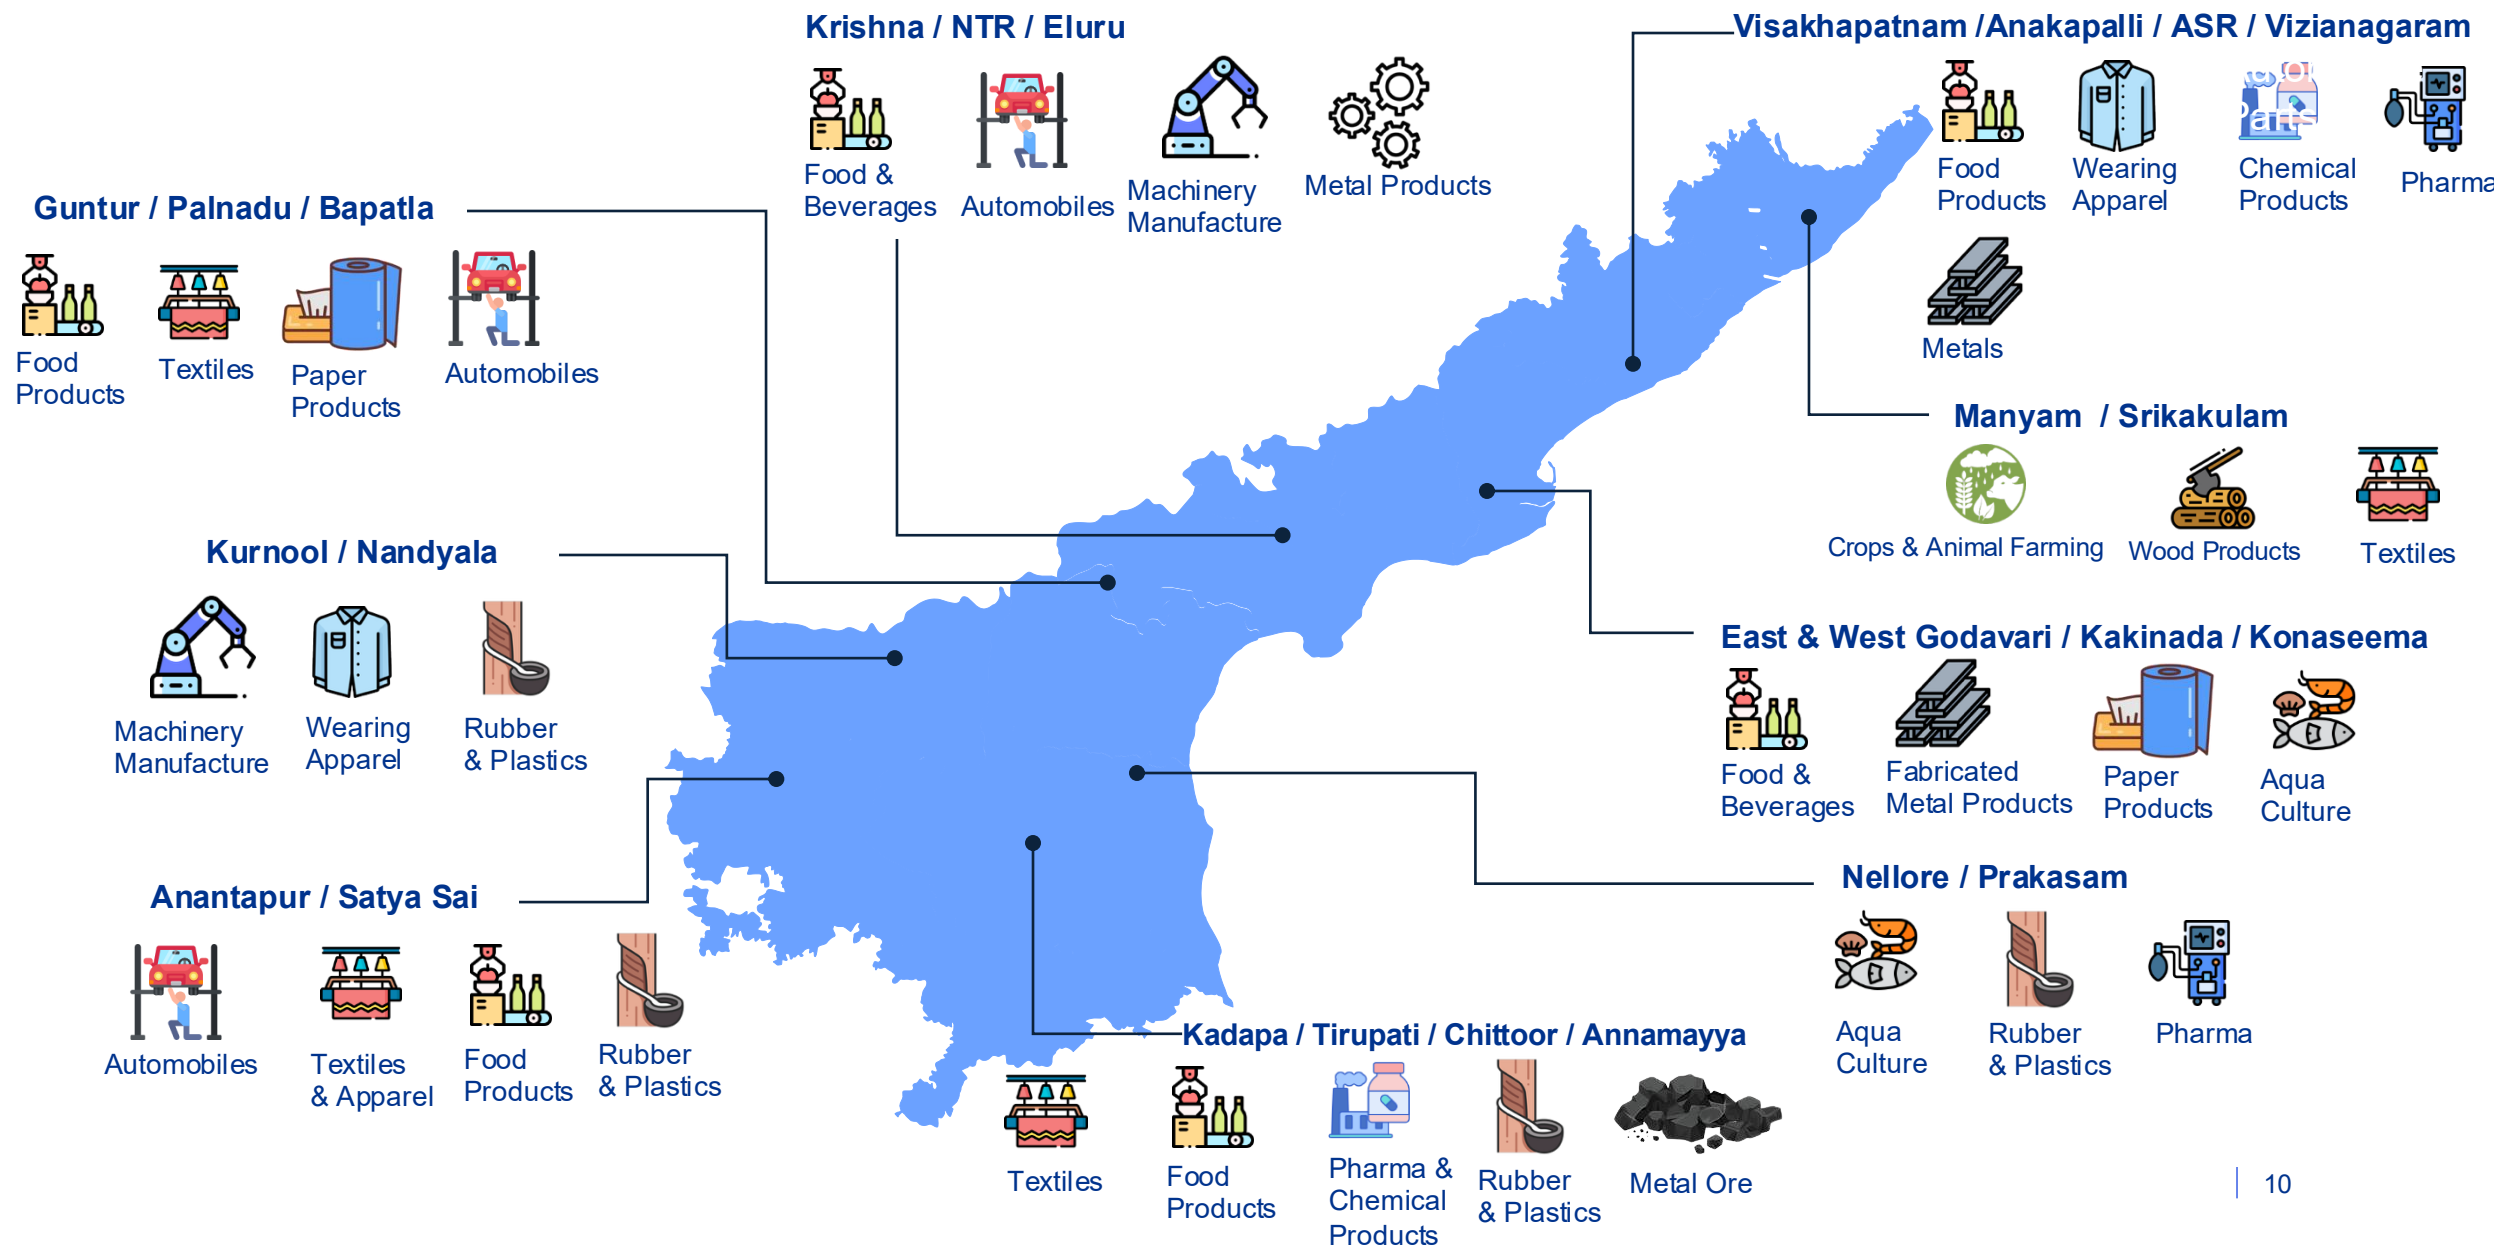 Krishna / NTR / Eluru
Food &
Beverages
Automobiles
Machinery
Manufacture
Metal Products
Visakhapatnam /Anakapalli / ASR / Vizianagaram
Food
Products
Wearing
Apparel
Parts
Chemical
Products
Pharma
Metals
Guntur / Palnadu / Bapatla
Food
Products
Textiles
Paper
Products
Automobiles
Manyam / Srikakulam
Crops & Animal Farming
Wood Products
Textiles
Kurnool / Nandyala
Machinery
Manufacture
Wearing
Apparel
Rubber
& Plastics
East & West Godavari / Kakinada / Konaseema
Food &
Beverages
Fabricated
Metal Products
Paper
Products
Aqua
Culture
Anantapur / Satya Sai
Automobiles
Textiles
& Apparel
Food
Products
Rubber
& Plastics
Nellore / Prakasam
Aqua
Culture
Rubber
& Plastics
Pharma
Kadapa / Tirupati / Chittoor / Annamayya
Textiles
Food
Products
Pharma &
Chemical
Products
Rubber
& Plastics
Metal Ore
10